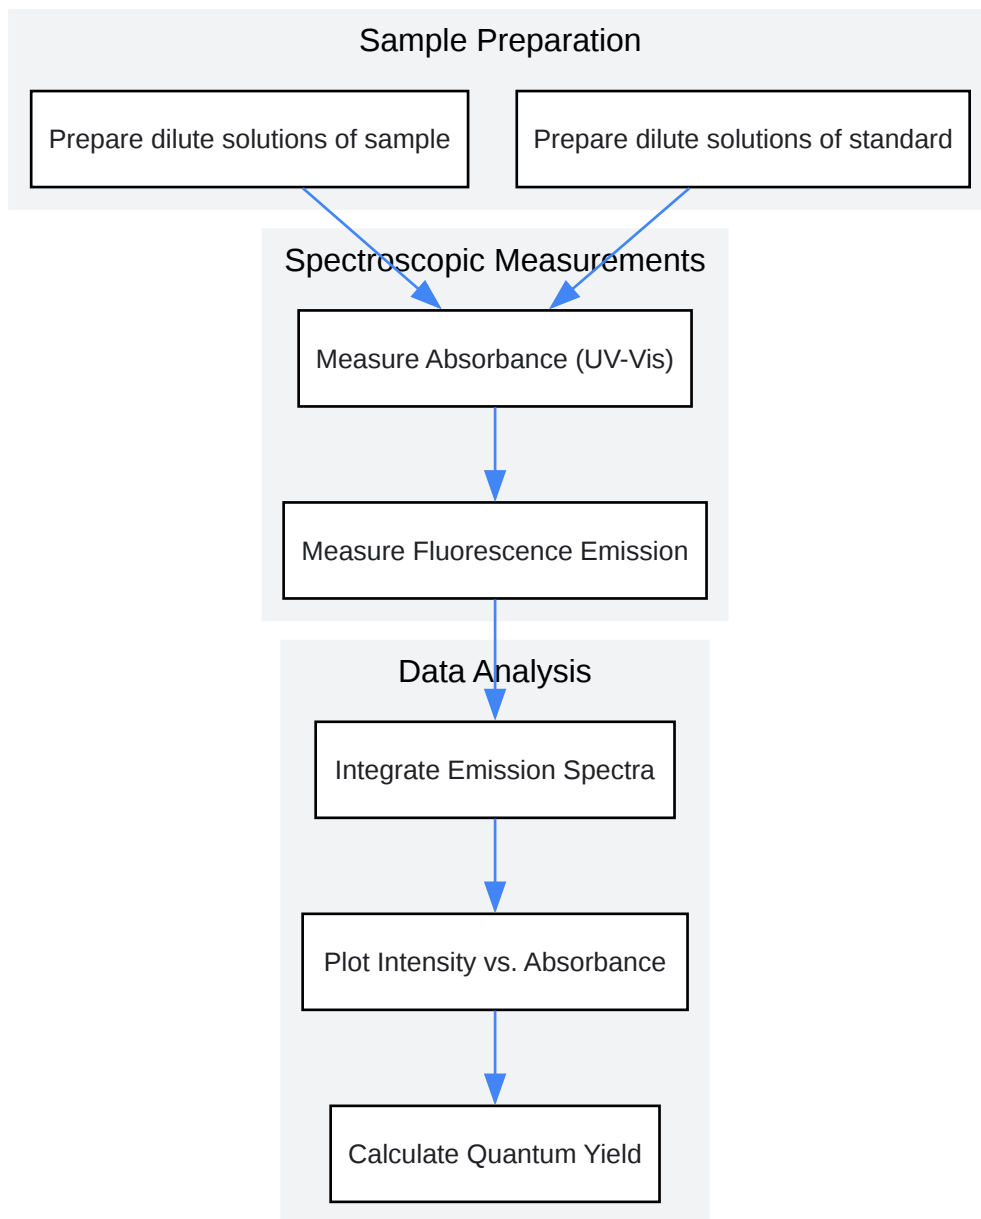 Sample Preparation
Prepare dilute solutions of sample
Prepare dilute solutions of standard
Spectroscopic Measurements
Measure Absorbance (UV-Vis)
Measure Fluorescence Emission
Data Analysis
Integrate Emission Spectra
Plot Intensity vs. Absorbance
Calculate Quantum Yield